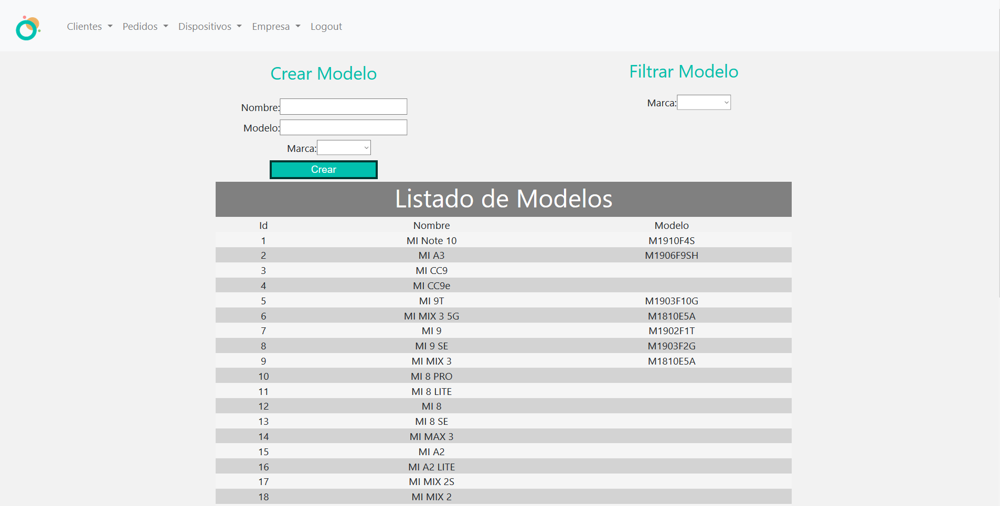 Clientes Pedidos Dispositivos Empresa Logout
Crear Modelo
Nombre:
Modelo:
Marca:
Crear
Filtrar Modelo
Marca:
Listado de Modelos
Id Nombre Modelo
1 MI Note 10 M1910F4S
2 MI A3 M1906F9SH
3 MI CC9
4 MI CC9e
5 MI 9T M1903F10G
6 MI MIX 3 5G M1810E5A
7 MI 9 M1902F1T
8 MI 9 SE M1903F2G
9 MI MIX 3 M1810E5A
10 MI 8 PRO
11 MI 8 LITE
12 MI 8
13 MI 8 SE
14 MI MAX 3
15 MI A2
16 MI A2 LITE
17 MI MIX 2S
18 MI MIX 2